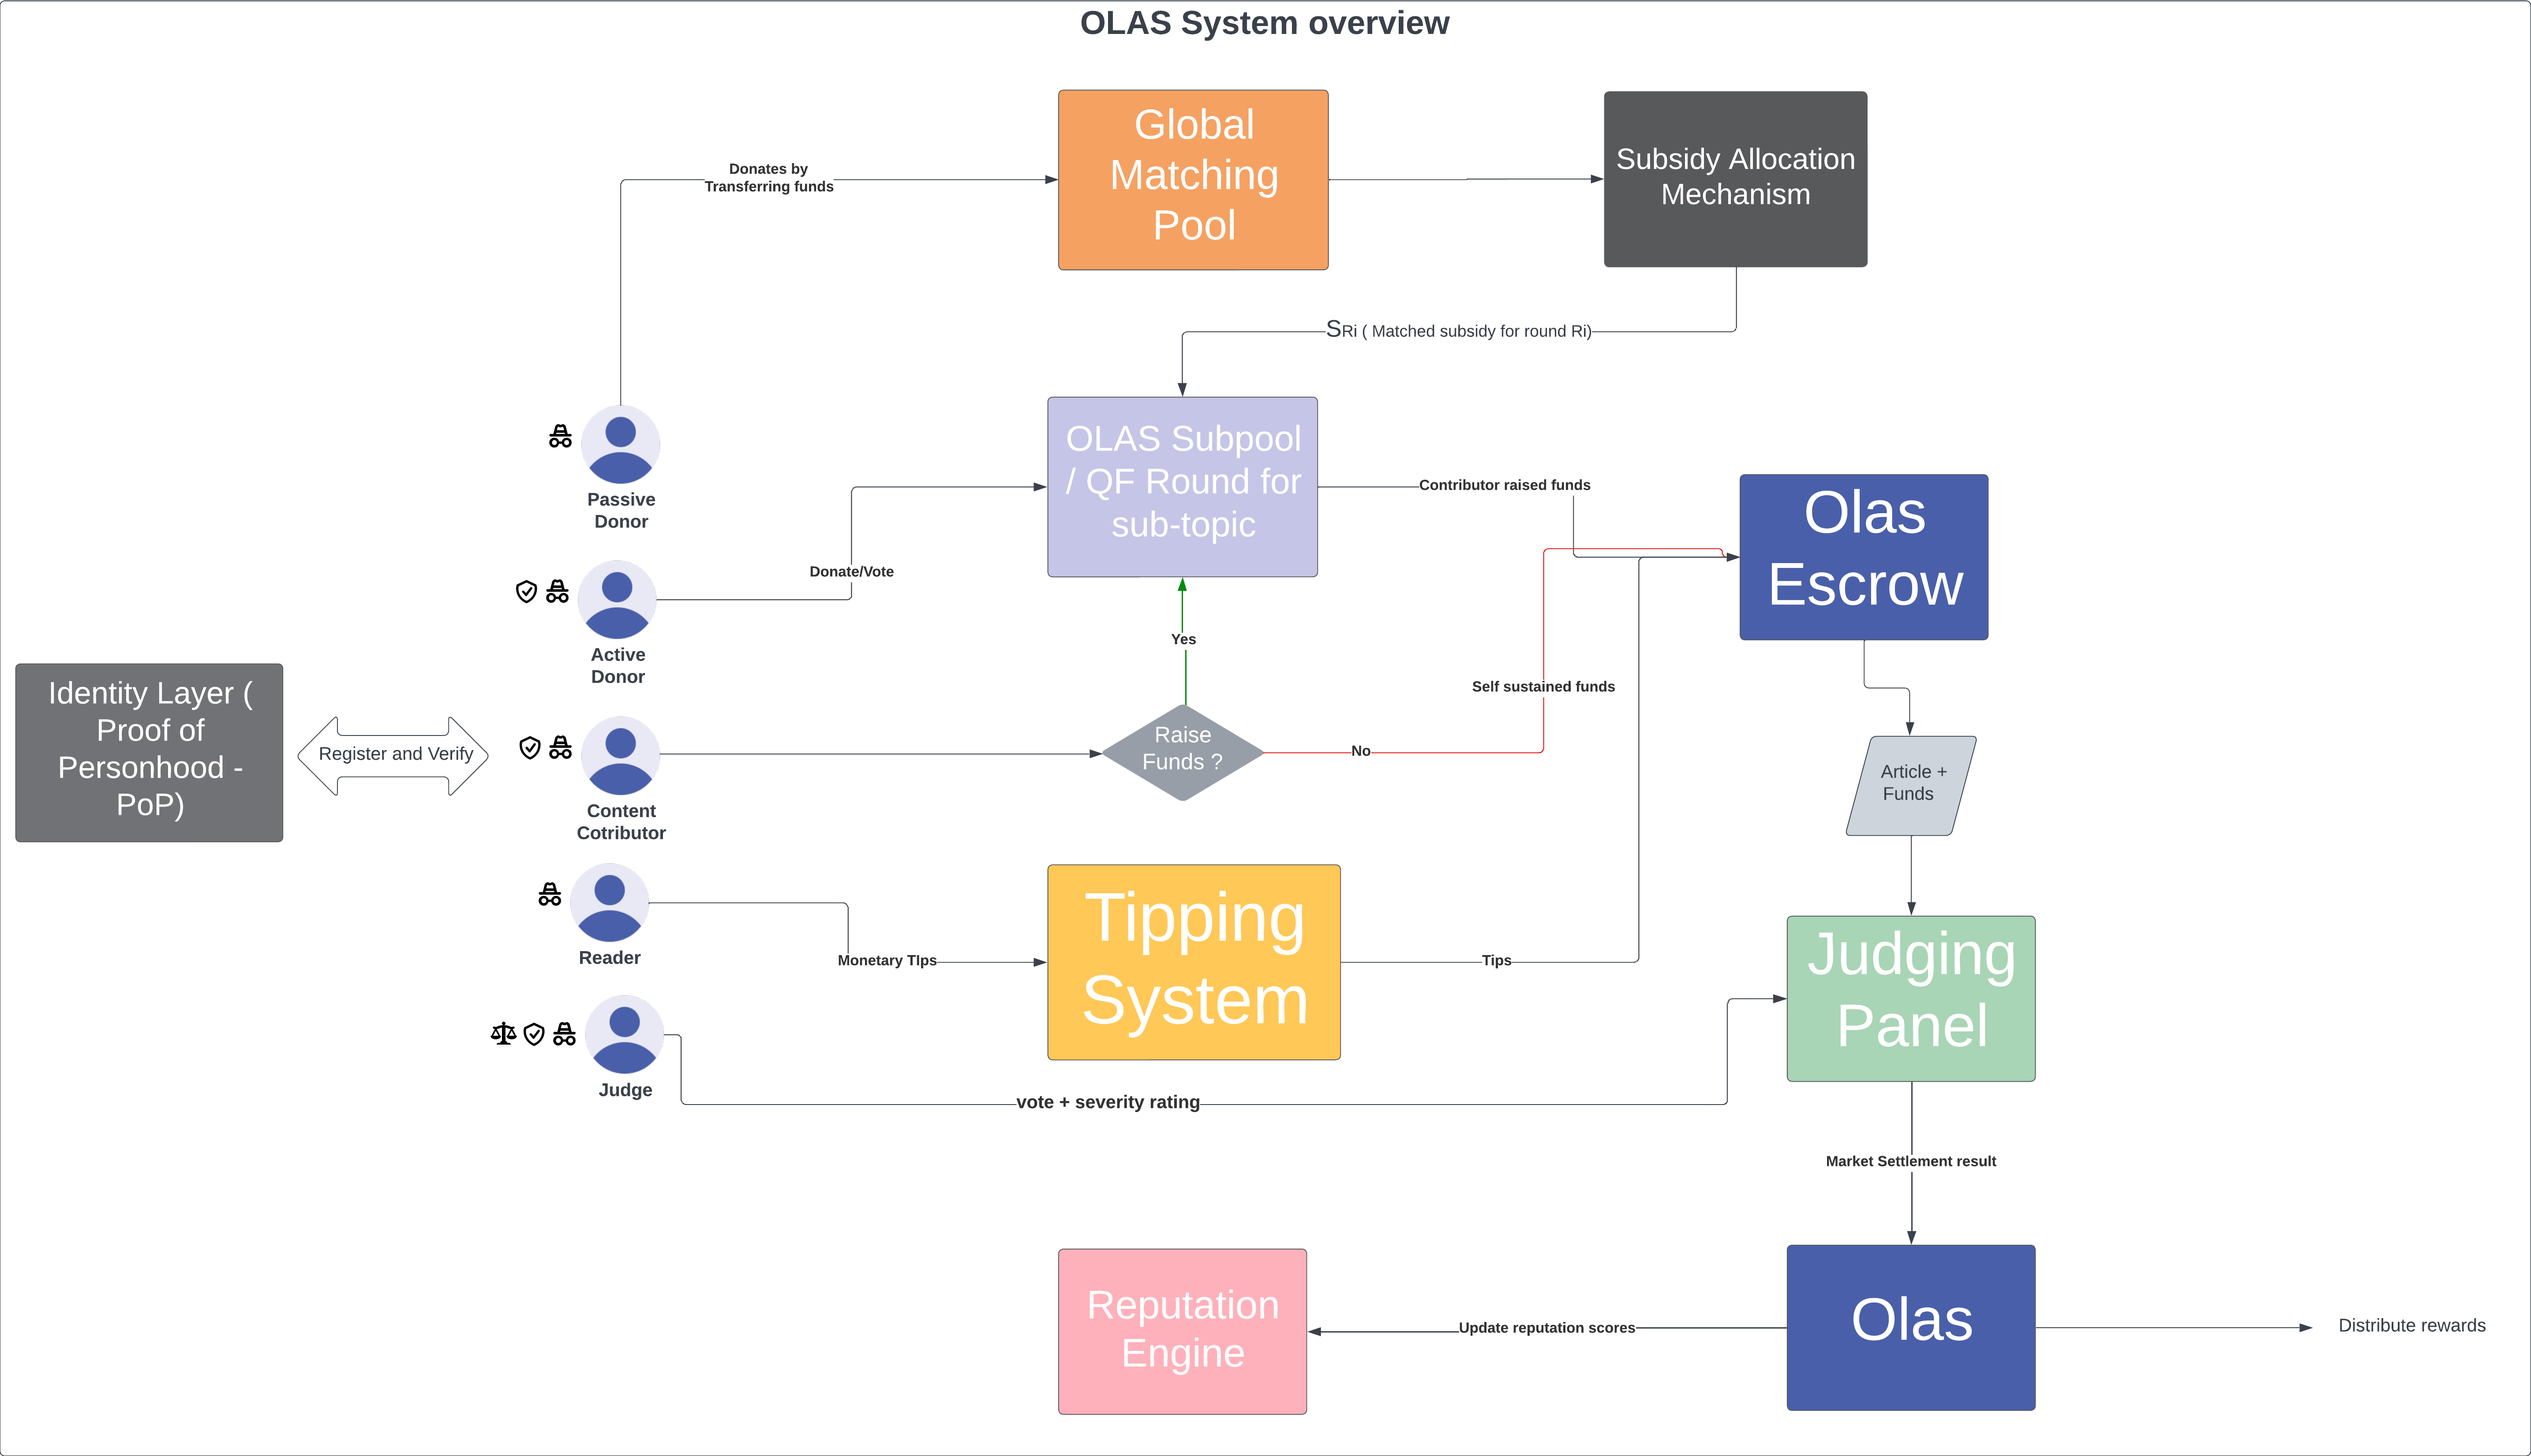 OLAS System overview
Global
Matching
Pool
Subsidy Allocation
Mechanism
Donates by
Transferring funds
SRi ( Matched subsidy for round Ri)
Passive
Donor
OLAS Subpool
/ QF Round for
sub-topic
Contributor raised funds
Olas
Escrow
Donate/Vote
Active
Donor
Yes
Self sustained funds
Identity Layer (
Proof of
Personhood -
PoP)
Register and Verify
Raise
Funds ?
No
Content
Cotributor
Article +
Funds
Reader
Monetary TIps
Tipping
System
Tips
Judging
Panel
Judge
vote + severity rating
Market Settlement result
Reputation
Engine
Update reputation scores
Olas
Distribute rewards